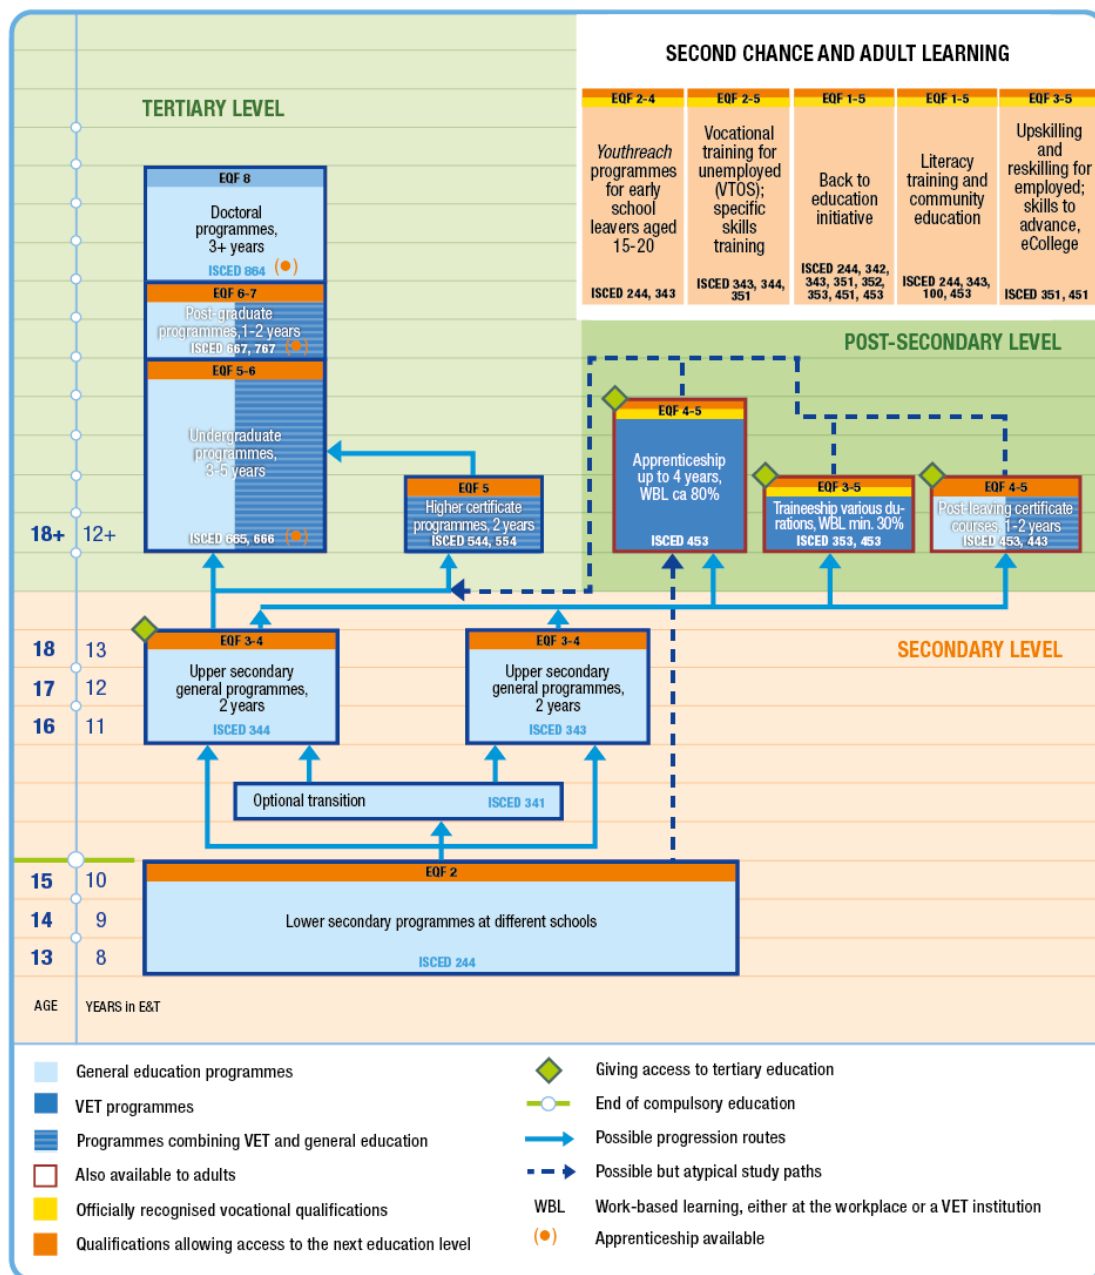 SECOND CHANCE AND ADULT LEARNING
EQF 2-4
Youthreach
programmes
for early
school
leavers aged
15-20
ISCED 244, 343
EQF 2-5
Vocational
training for
unemployed
(VTOS);
specific
skills
training
ISCED 343, 344,
351
EQF 1-5
Back to
education
initiative
ISCED 244, 342,
343, 351, 352,
353, 451, 453
EQF 1-5
Literacy
training and
community
education
ISCED 244, 343,
100, 453
EQF 3-5
Upskilling
and
reskilling for
employed;
skills to
advance,
eCollege
ISCED 351, 451
TERTIARY LEVEL
EQF 8
Doctoral
programmes,
3+ years
ISCED 864
EQF 6-7
Post-graduate
programmes,1-2 years
ISCED 667, 767
EQF 5-6
Undergraduate
programmes,
3-5 years
ISCED 665, 666
EQF 5
Higher certificate
programmes, 2 years
ISCED 544, 554
POST-SECONDARY LEVEL
EQF 4-5
Apprenticeship
up to 4 years,
WBL ca 80%
ISCED 453
EQF 3-5
Traineeship various du-
rations, WBL min. 30%
ISCED 353, 453
EQF 4-5
Post-leaving certificate
courses, 1-2 years
ISCED 453, 443
18+ 12+
SECONDARY LEVEL
18 13
17 12
16 11
EQF 3-4
Upper secondary
general programmes,
2 years
ISCED 344
EQF 3-4
Upper secondary
general programmes,
2 years
ISCED 343
Optional transition ISCED 341
15 10
14 9
13 8
EQF 2
Lower secondary programmes at different schools
ISCED 244
AGE YEARS in E&T
General education programmes
VET programmes
Programmes combining VET and general education
Also available to adults
Officially recognised vocational qualifications
Qualifications allowing access to the next education level
Giving access to tertiary education
End of compulsory education
Possible progression routes
Possible but atypical study paths
WBL Work-based learning, either at the workplace or a VET institution
Apprenticeship available